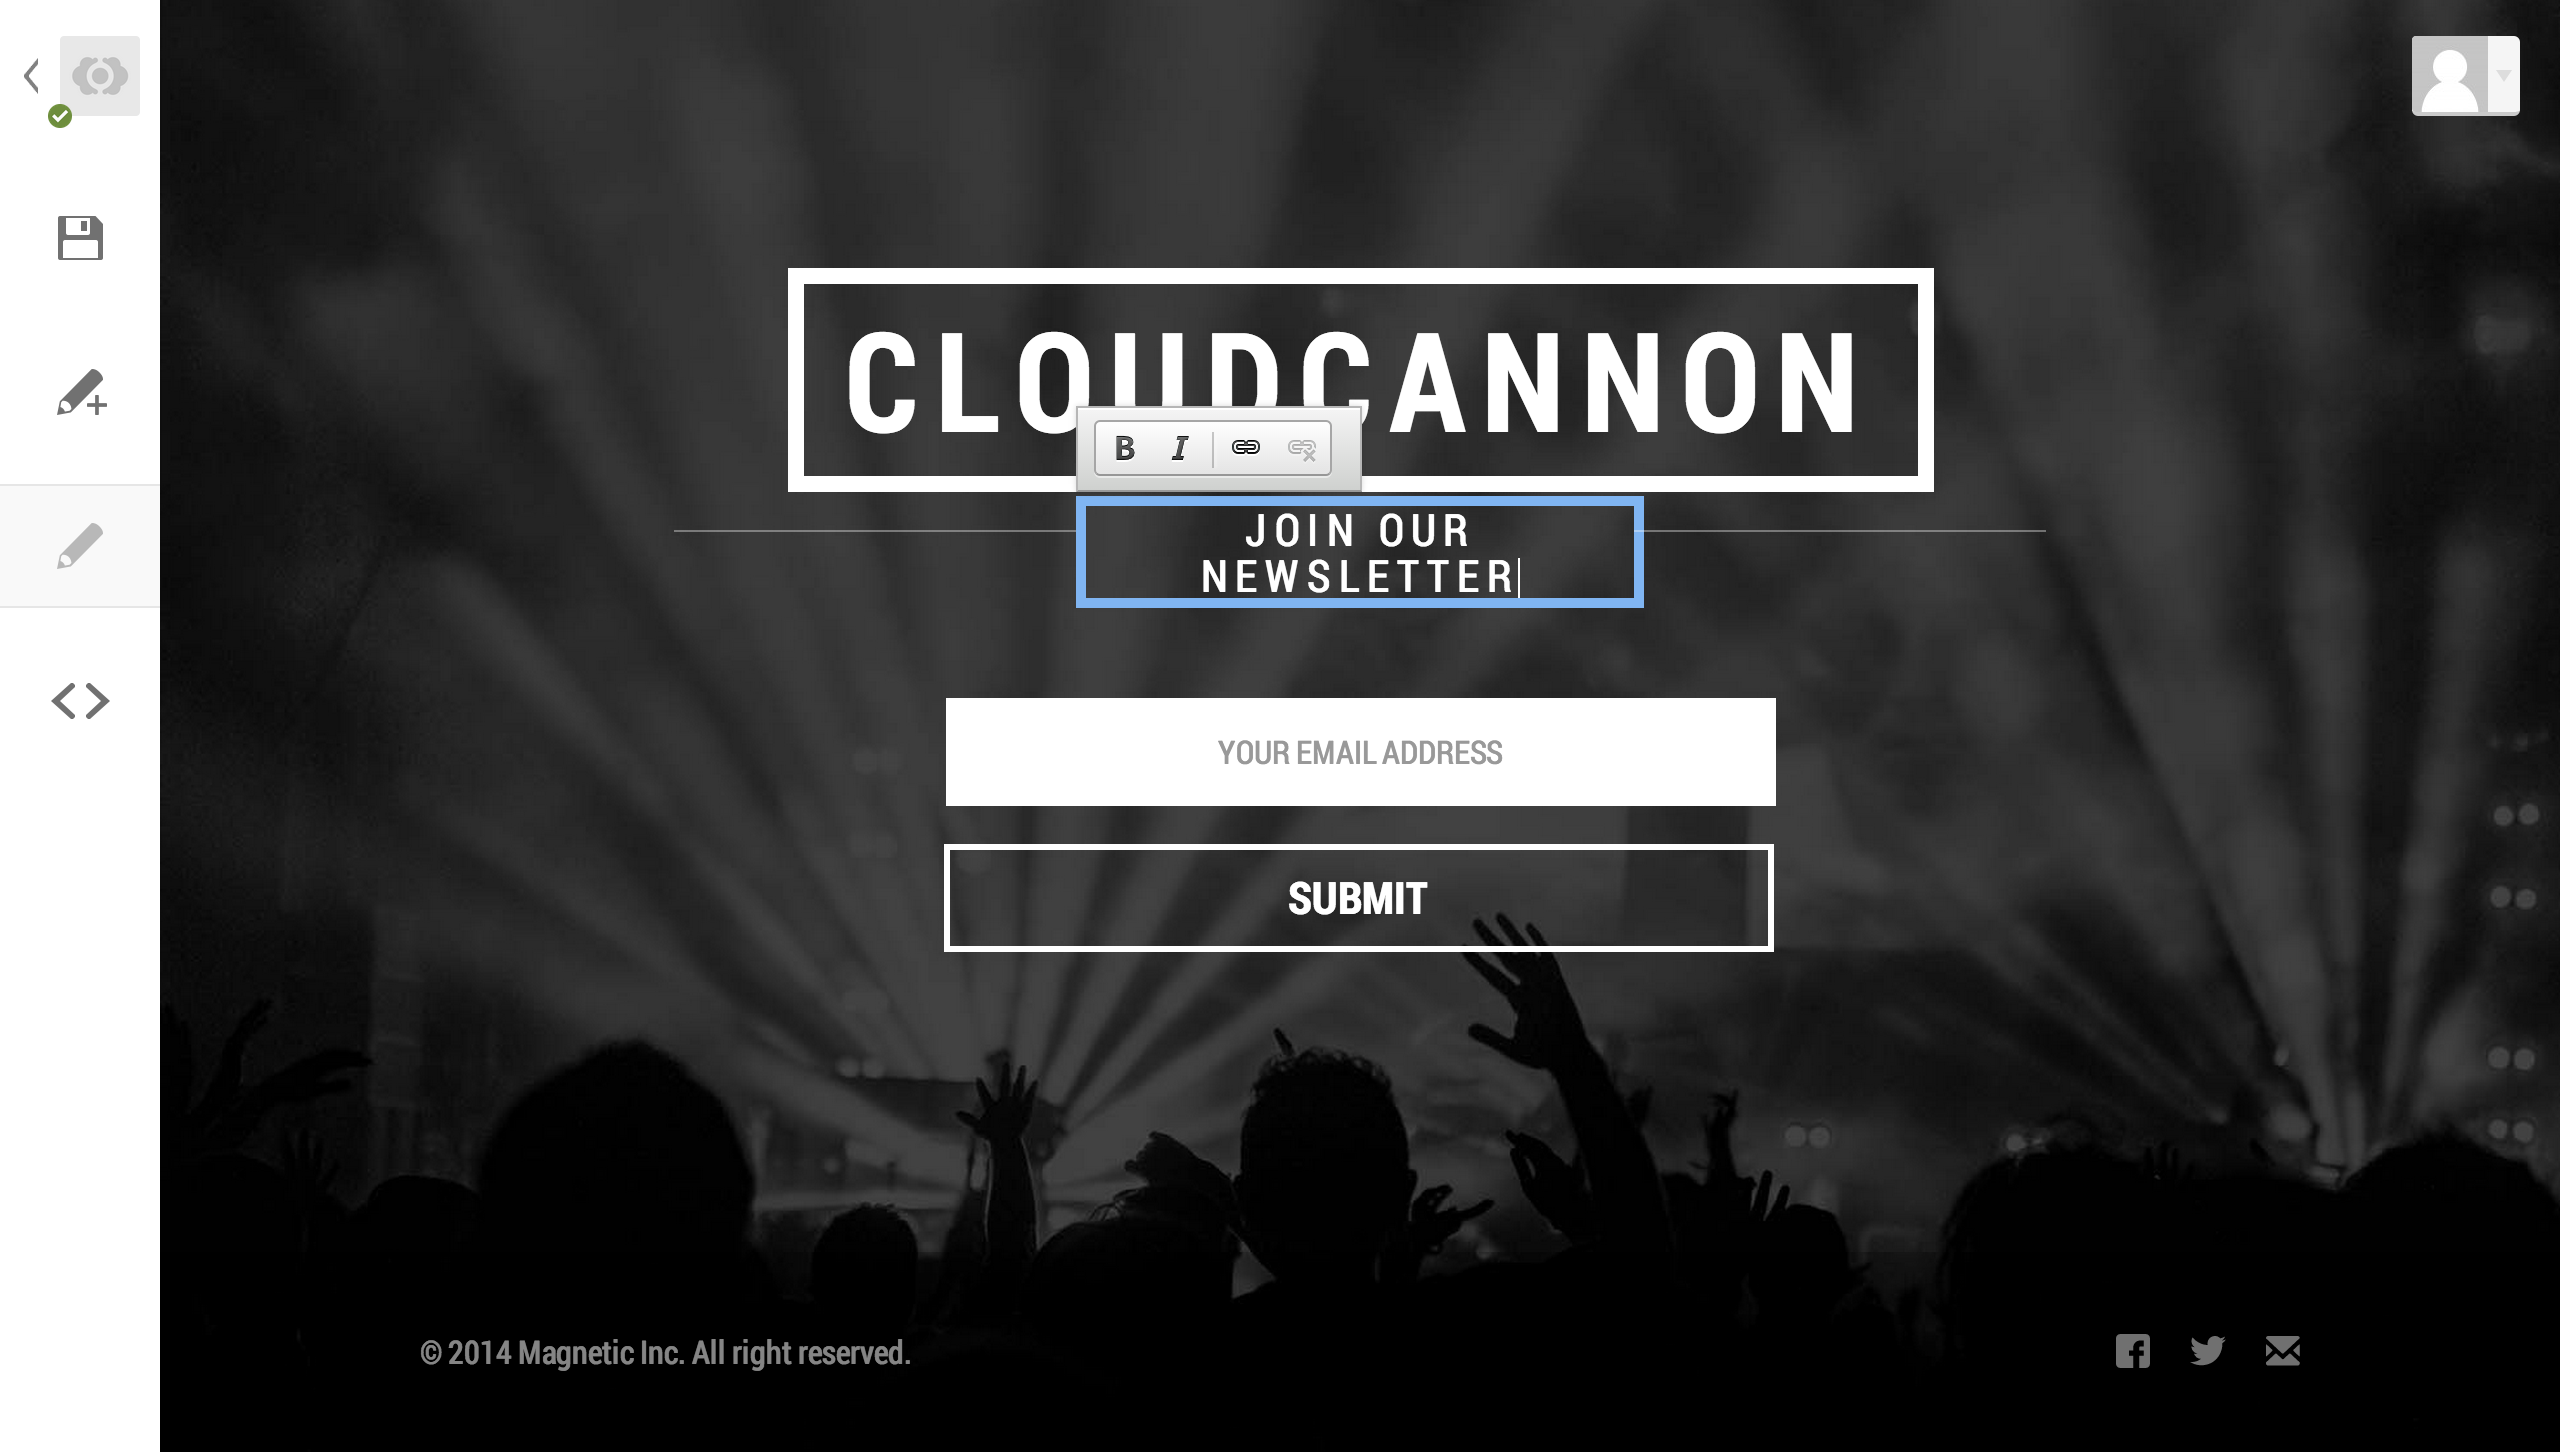 CLOUDCANNON
B I
JOIN OUR
NEWSLETTER
YOUR EMAIL ADDRESS
SUBMIT
© 2014 Magnetic Inc. All right reserved.